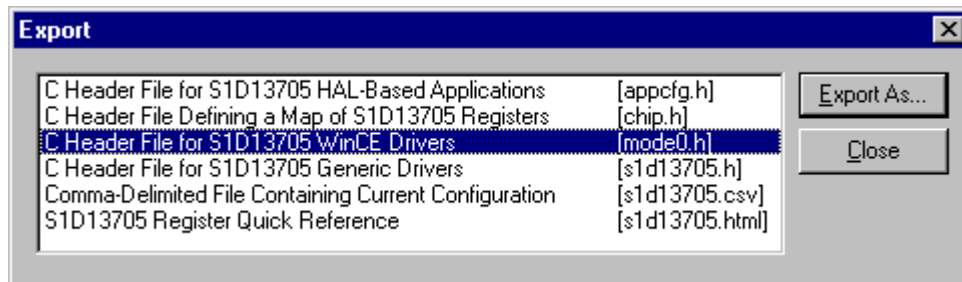 Export
C Header File for S1D13705 HAL-Based Applications [appcfg.h]
C Header File Defining a Map of S1D13705 Registers [chip.h]
C Header File for S1D13705 WinCE Drivers [mode0.h]
C Header File for S1D13705 Generic Drivers [s1d13705.h]
Comma-Delimited File Containing Current Configuration [s1d13705.csv]
S1D13705 Register Quick Reference [s1d13705.html]
Export As...
Close